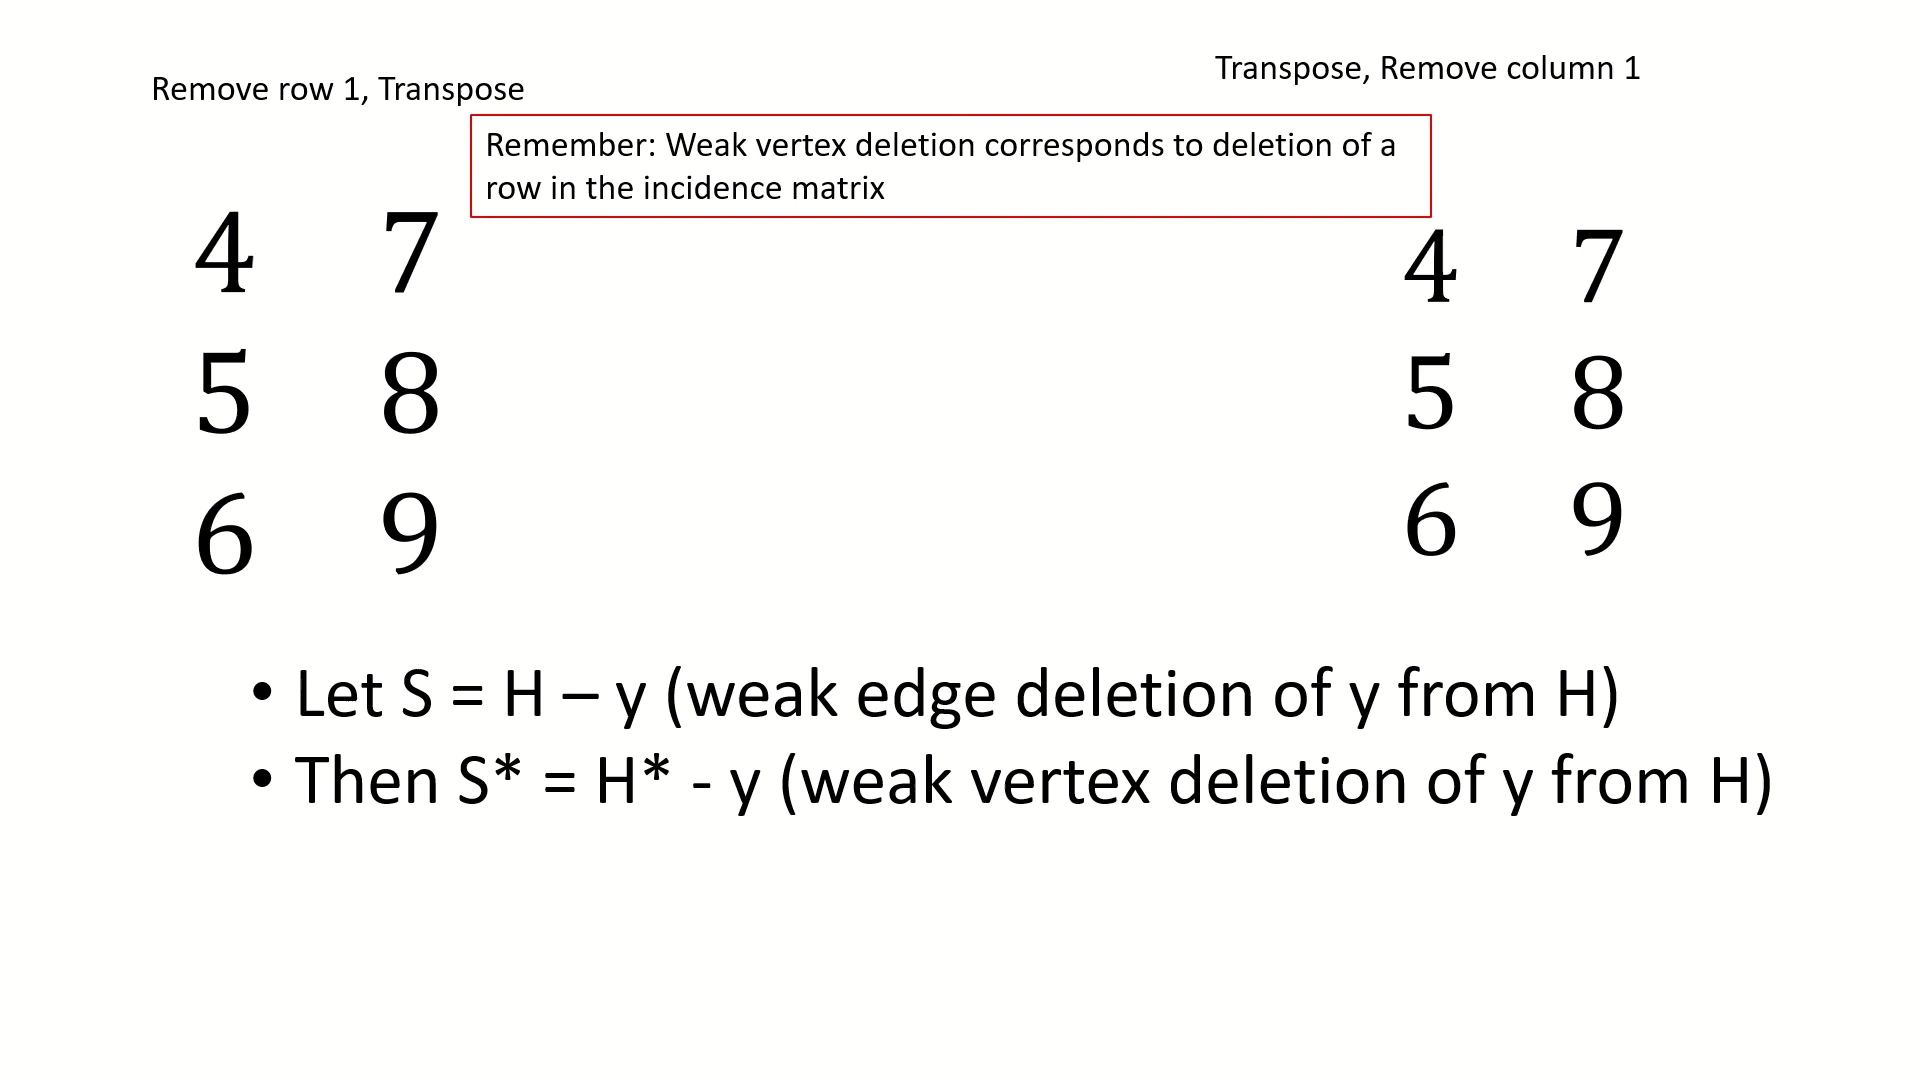 Remove row 1, Transpose
Transpose, Remove column 1
Remember: Weak vertex deletion corresponds to deletion of a
row in the incidence matrix
4 7
5 8
6 9
4 7
5 8
6 9
• Let S = H – y (weak edge deletion of y from H)
• Then S* = H* - y (weak vertex deletion of y from H)